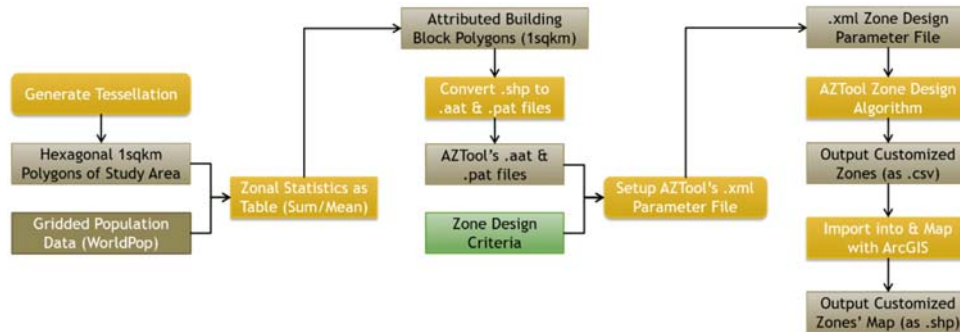 Generate Tessellation
Hexagonal 1sqkm
Polygons of Study Area
Gridded Population
Data (WorldPop)
Zonal Statistics as
Table (Sum/Mean)
Attributed Building
Block Polygons (1sqkm)
Convert .shp to
.aat & .pat files
AZTool's .aat &
.pat files
Zone Design
Criteria
Setup AZTool's .xml
Parameter File
.xml Zone Design
Parameter File
AZTool Zone Design
Algorithm
Output Customized
Zones (as .csv)
Import into & Map
with ArcGIS
Output Customized
Zones' Map (as .shp)